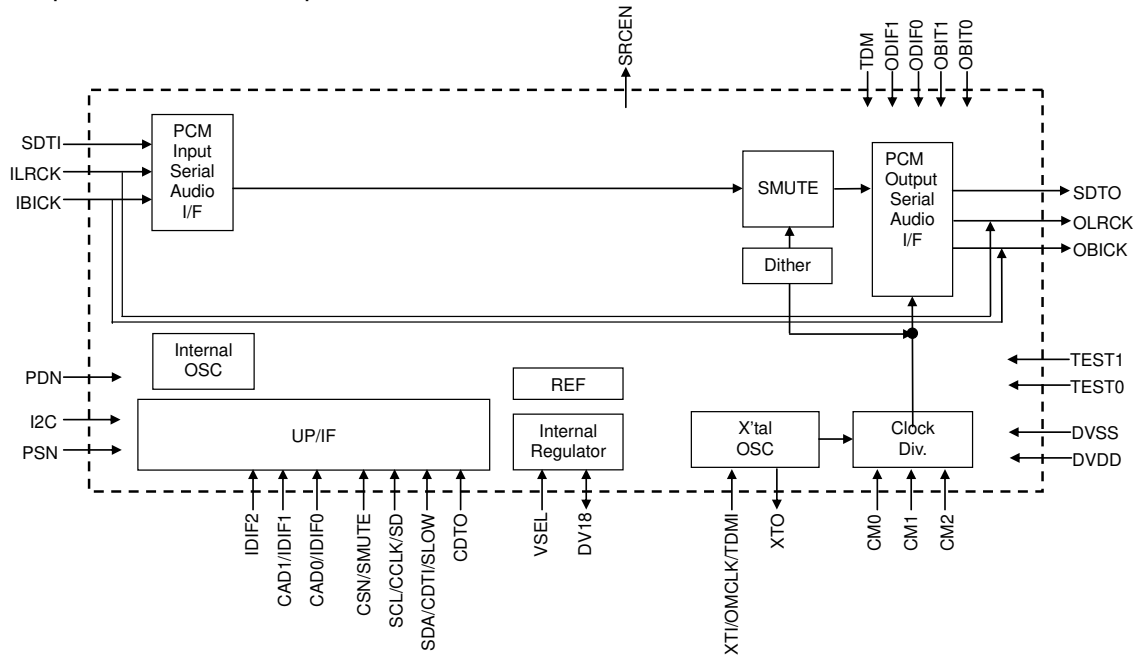 SRCEN
TDM
ODIF1
ODIF0
OBIT1
OBIT0
SDTI
ILRCK
IBICK
PCM
Input
Serial
Audio
I/F
SMUTE
Dither
PCM
Output
Serial
Audio
I/F
SDTO
OLRCK
OBICK
Internal
OSC
PDN
I2C
PSN
UP/IF
REF
Internal
Regulator
X'tal
OSC
Clock
Div.
TEST1
TEST0
DVSS
DVDD
IDIF2
CAD1/IDIF1
CAD0/IDIF0
CSN/SMUTE
SCL/CCLK/SD
SDA/CDTI/SLOW
CDTO
VSEL
DV18
XTI/OMCLK/TDMI
XTO
CM0
CM1
CM2